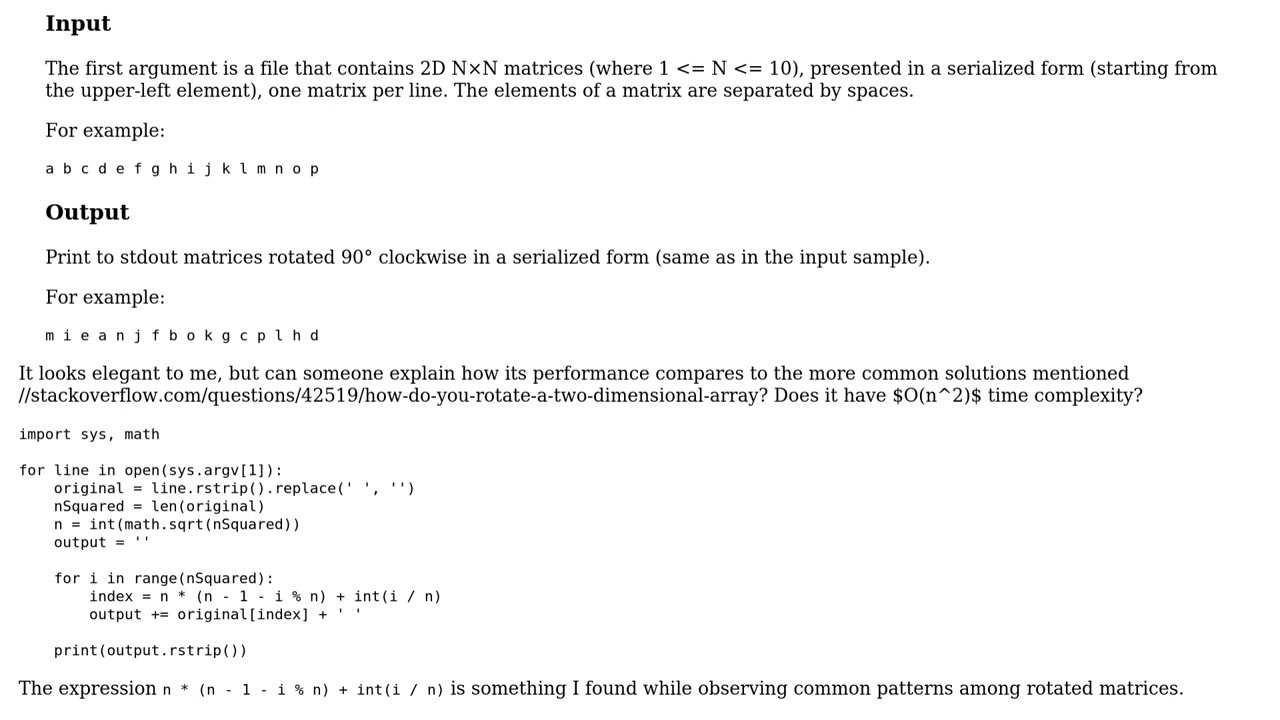 Input
The first argument is a file that contains 2D N×N matrices (where 1 <= N <= 10), presented in a serialized form (starting from
the upper-left element), one matrix per line. The elements of a matrix are separated by spaces.
For example:
a b c d e f g h i j k l m n o p
Output
Print to stdout matrices rotated 90° clockwise in a serialized form (same as in the input sample).
For example:
m i e a n j f b o k g c p l h d
It looks elegant to me, but can someone explain how its performance compares to the more common solutions mentioned
//stackoverflow.com/questions/42519/how-do-you-rotate-a-two-dimensional-array? Does it have $O(n^2)$ time complexity?
import sys, math
for line in open(sys.argv[1]):
    original = line.rstrip().replace(' ', '')
    nSquared = len(original)
    n = int(math.sqrt(nSquared))
    output = ''
    for i in range(nSquared):
        index = n * (n - 1 - i % n) + int(i / n)
        output += original[index] + ' '
    print(output.rstrip())
The expression n * (n - 1 - i % n) + int(i / n) is something I found while observing common patterns among rotated matrices.